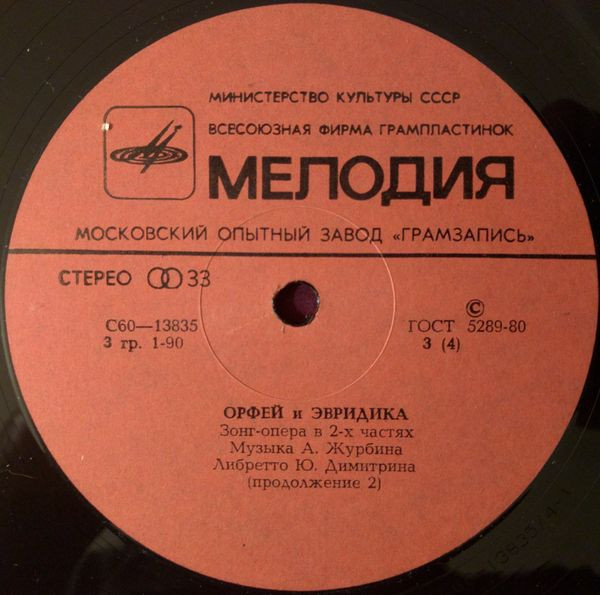 МИНИСТЕРСТВО КУЛЬТУРЫ СССР
ВСЕСОЮЗНАЯ ФИРМА ГРАМПЛАСТИНОК
МЕЛОДИЯ
МОСКОВСКИЙ ОПЫТНЫЙ ЗАВОД «ГРАМЗАПИСЬ»
СТЕРЕО 33
©
С60—13835 ГОСТ 5289-80
3 гр. 1-90 3 (4)
ОРФЕЙ и ЭВРИДИКА
Зонг-опера в 2-х частях
Музыка А. Журбина
Либретто Ю. Димитрина
(продолжение 2)